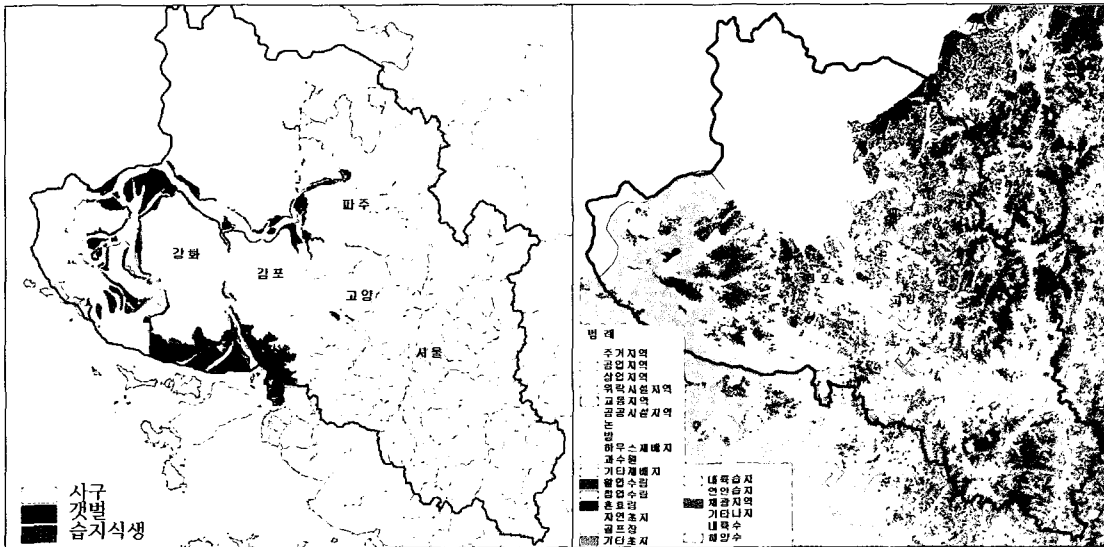 파주
강화
김포
고양
서울
사구
갯벌
습지식생
범례
주거지역
공업지역
상업지역
위락시설지역
교통지역
공공시설지역
논
밭
하우스재배지
과수원
기타재배지
활엽수림
침엽수림
혼효림
자연초지
골프장
기타초지
내륙습지
연안습지
채광지역
기타나지
내륙수
해양수